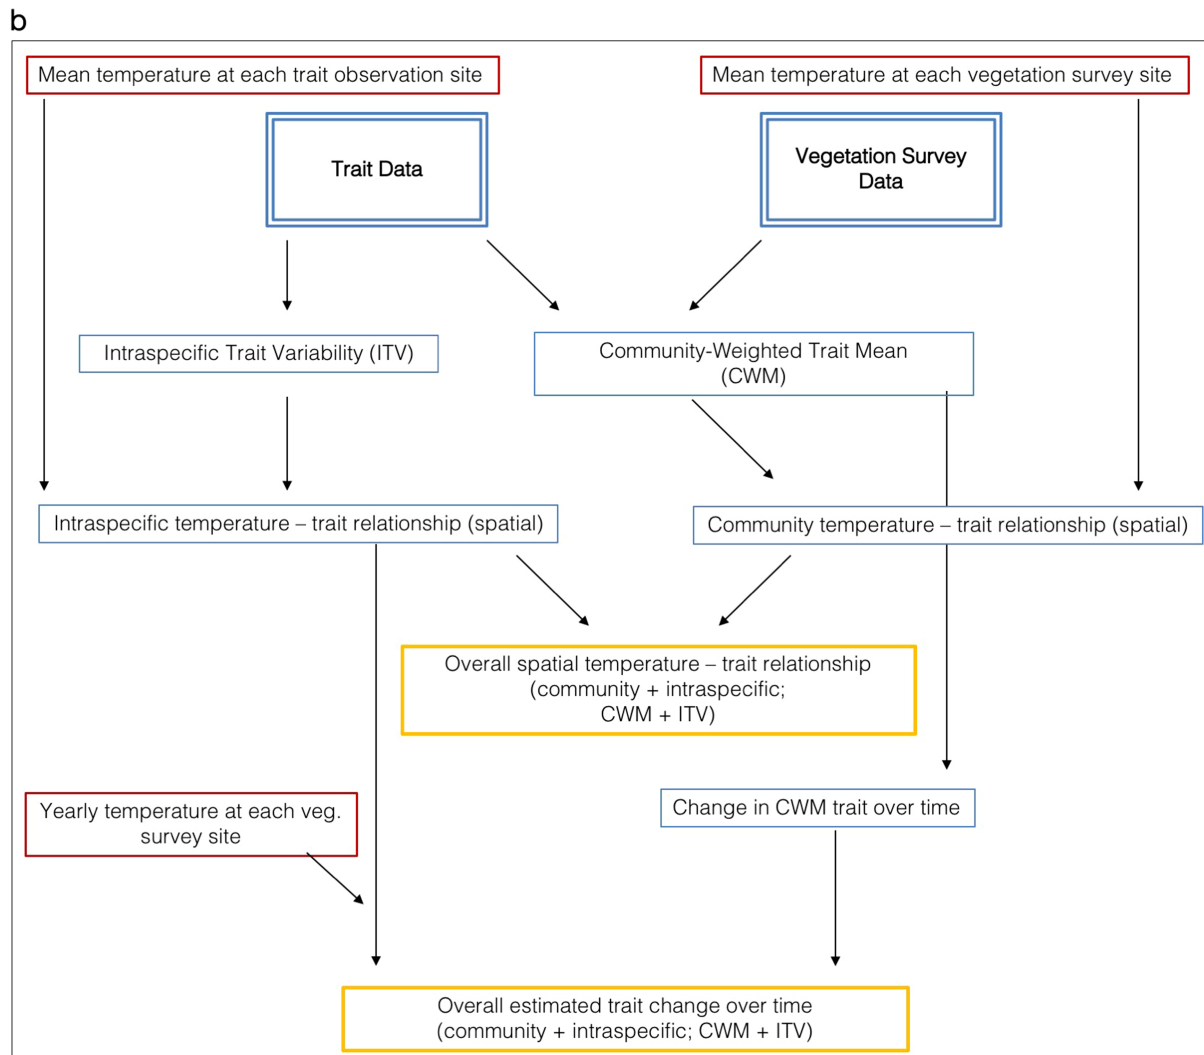 b
Mean temperature at each trait observation site
Mean temperature at each vegetation survey site
Trait Data
Vegetation Survey
Data
Intraspecific Trait Variability (ITV)
Community-Weighted Trait Mean
(CWM)
Intraspecific temperature – trait relationship (spatial)
Community temperature – trait relationship (spatial)
Overall spatial temperature – trait relationship
(community + intraspecific;
CWM + ITV)
Yearly temperature at each veg.
survey site
Change in CWM trait over time
Overall estimated trait change over time
(community + intraspecific; CWM + ITV)